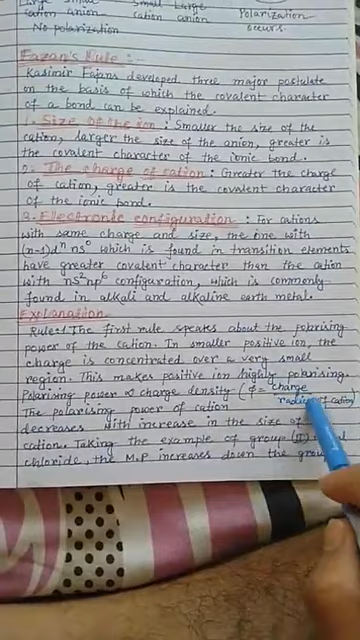 Large Small Small Large
cation anion cation anion Polarization
No polarization occurs.
Fazan's Rule :-
Kasimir Fajans developed three major postulate
on the basis of which the covalent character
of a bond can be explained.
1. Size of the ion : Smaller the size of the
cation, larger the size of the anion, greater is
the covalent character of the ionic bond.
2. The charge of cation : Greater the charge
of cation, greater is the covalent character
of the ionic bond.
3. Electronic configuration : For cations
with same charge and size, the one with
(n-1)dⁿ ns⁰ which is found in transition elements
have greater covalent character than the cation
with ns²np⁶ configuration, which is commonly
found in alkali and alkaline earth metal.
Explanation
Rule:1 The first rule speaks about the polarising
power of the cation. In smaller positive ion, the
charge is concentrated over a very small
region. This makes positive ion highly polarising.
Polarising power ∝ charge density (φ = charge
radius of cation)
The polarising power of cation
decreases with increase in the size of
cation. Taking the example of group (II)
chloride, the M.P increases down the group